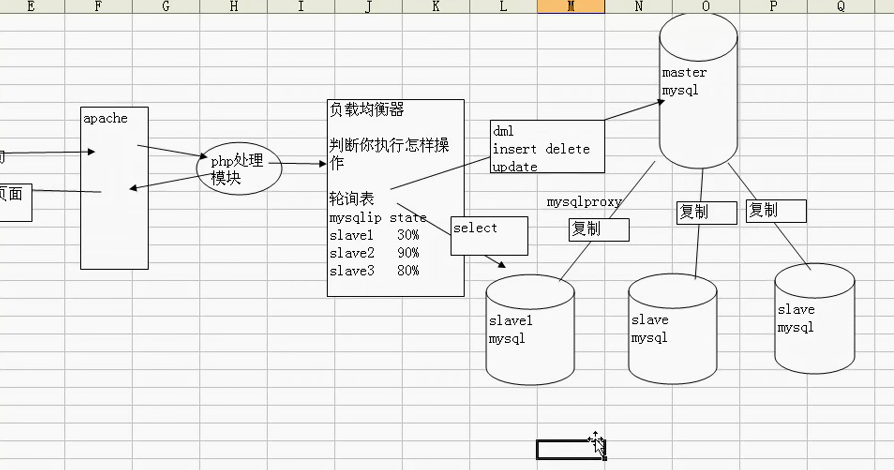 E F G H I J K L M N O P Q
apache
页面
php处理
模块
负载均衡器
判断你执行怎样操
作
轮询表
mysqlip state
slave1 30%
slave2 90%
slave3 80%
dml
insert delete
update
select
mysqlproxy
复制
复制
复制
master
mysql
slave1
mysql
slave
mysql
slave
mysql